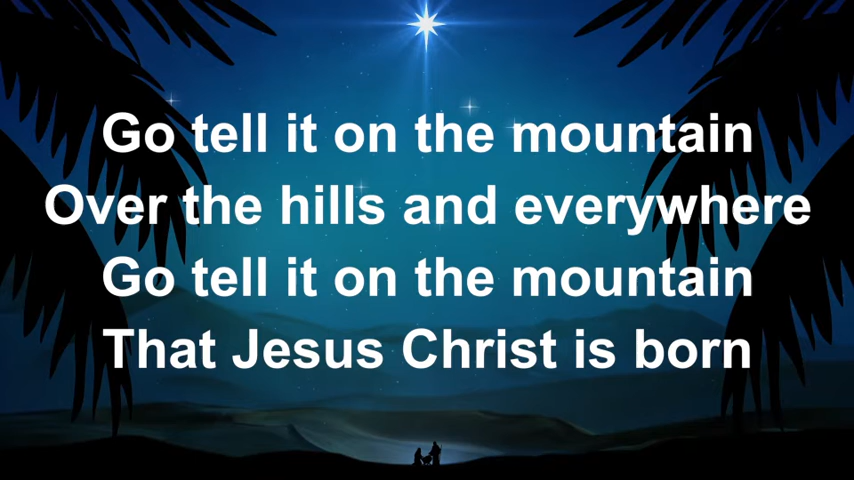 Go tell it on the mountain
Over the hills and everywhere
Go tell it on the mountain
That Jesus Christ is born